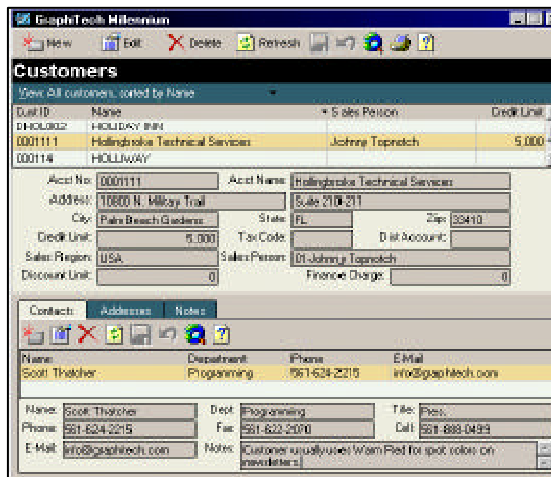 GraphiTech Millennium
New Edit Delete Refresh
Customers
View: All customers, sorted by Name
Cust ID Name Sales Person Credit Limit
HOLIDAY INN
0001111 Hollingbroke Technical Services Johnny Topnotch 5,000
000114 HOLLIWAY
Acct No: 0001111 Acct Name: Hollingbroke Technical Services
Address: 10800 N. Military Trail Suite 210-211
City: Palm Beach Gardens State: FL Zip: 33410
Credit Limit: 5,000 Tax Code: Dist Account:
Sales Region: USA Sales Person: 01-Johnny Topnotch
Discount Limit: 0 Finance Charge: 0
Contacts Addresses Notes
Name Department Phone E-Mail
Scott Thatcher Programming 561-624-2215 info@graphitech.com
Name: Scott Thatcher Dept: Programming Title: Pres.
Phone: 561-624-2215 Fax: 561-622-2070 Cell: 561-888-0499
E-Mail: info@graphitech.com Notes: Customer usually uses Warm Red for spot colors on
newsletters.